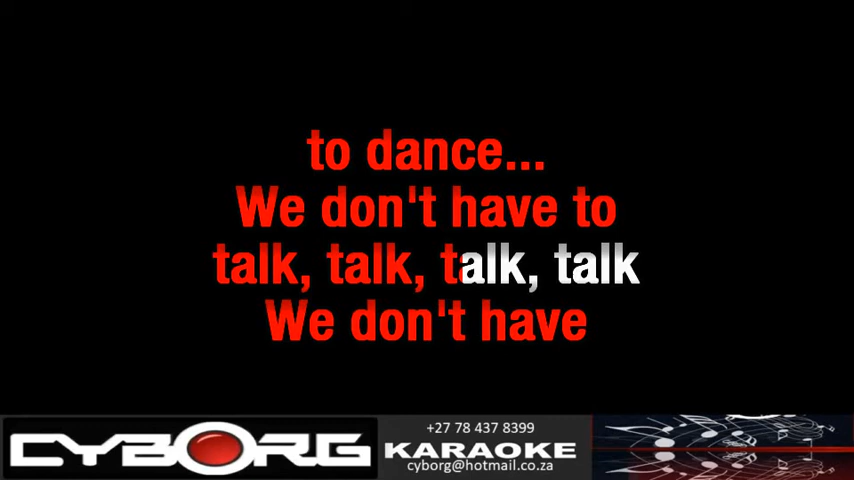 to dance...
We don't have to
talk, talk, talk, talk
We don't have
CYBORG
+27 78 437 8399
KARAOKE
cyborg@hotmail.co.za